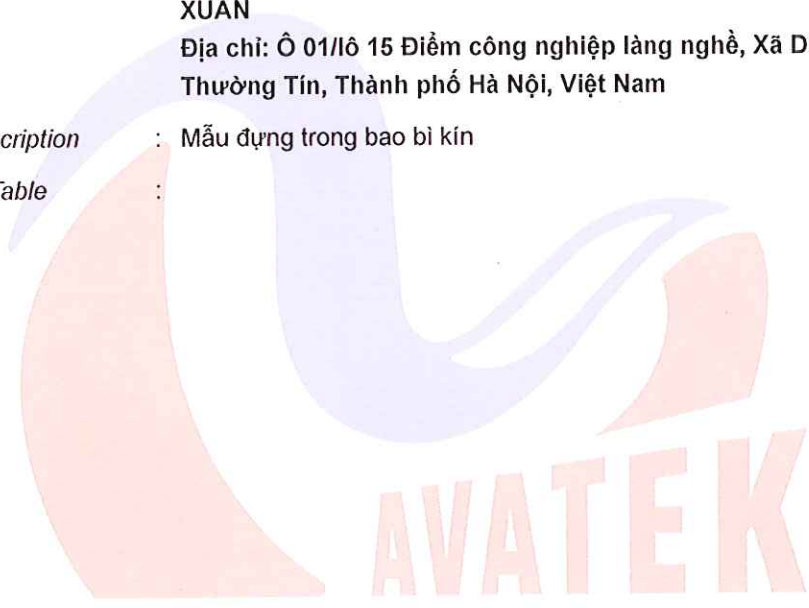 XUÂN
Địa chỉ: Ô 01/lô 15 Điểm công nghiệp làng nghề, Xã D
Thường Tín, Thành phố Hà Nội, Việt Nam
cription : Mẫu đựng trong bao bì kín
Table :
AVATEK